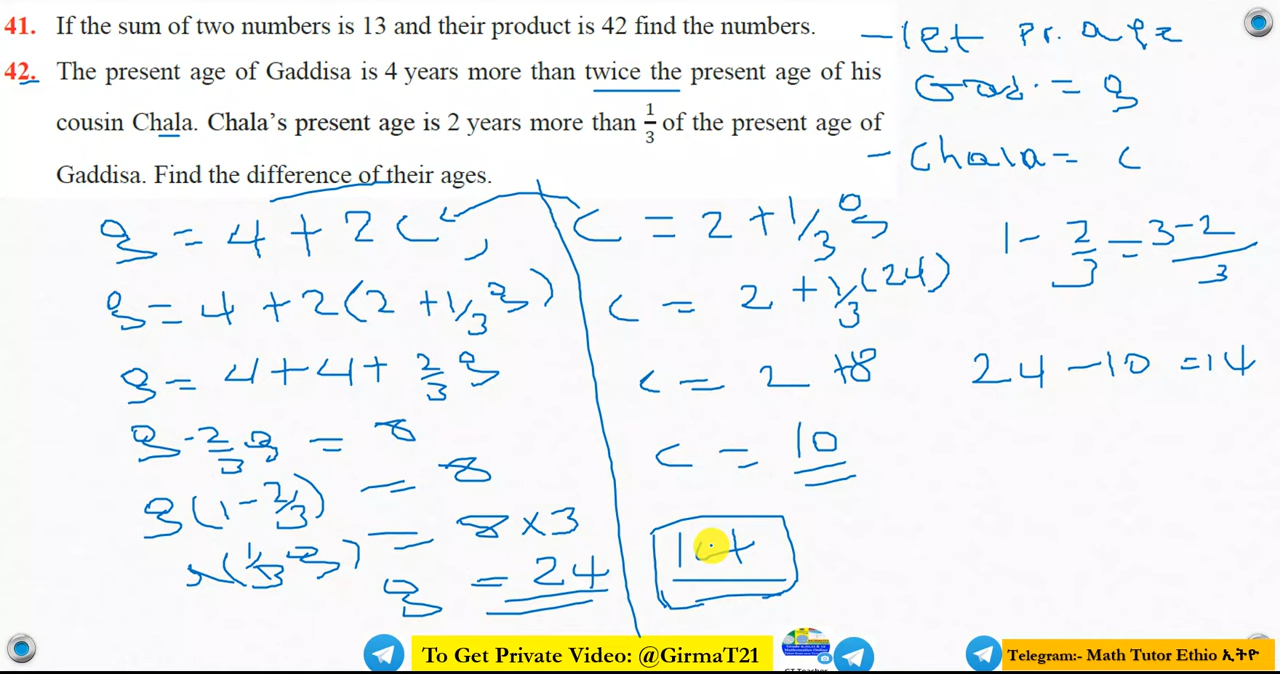 41. If the sum of two numbers is 13 and their product is 42 find the numbers.
42. The present age of Gaddisa is 4 years more than twice the present age of his
cousin Chala. Chala's present age is 2 years more than 1/3 of the present age of
Gaddisa. Find the difference of their ages.
- let Pr. age
Gad. = g
- Chala = c
g = 4 + 2c ,
g = 4 + 2(2 + 1/3 g)
g = 4 + 4 + 2/3 g
g - 2/3 g = 8
g(1 - 2/3) = 8
(1/3 g) = 8 × 3
g = 24
c = 2 + 1/3 g
c = 2 + 1/3 (24)
c = 2 + 8
c = 10
1 - 2/3 = 3-2/3
24 - 10 = 14
To Get Private Video: @GirmaT21
Telegram:- Math Tutor Ethio ኢትዮ